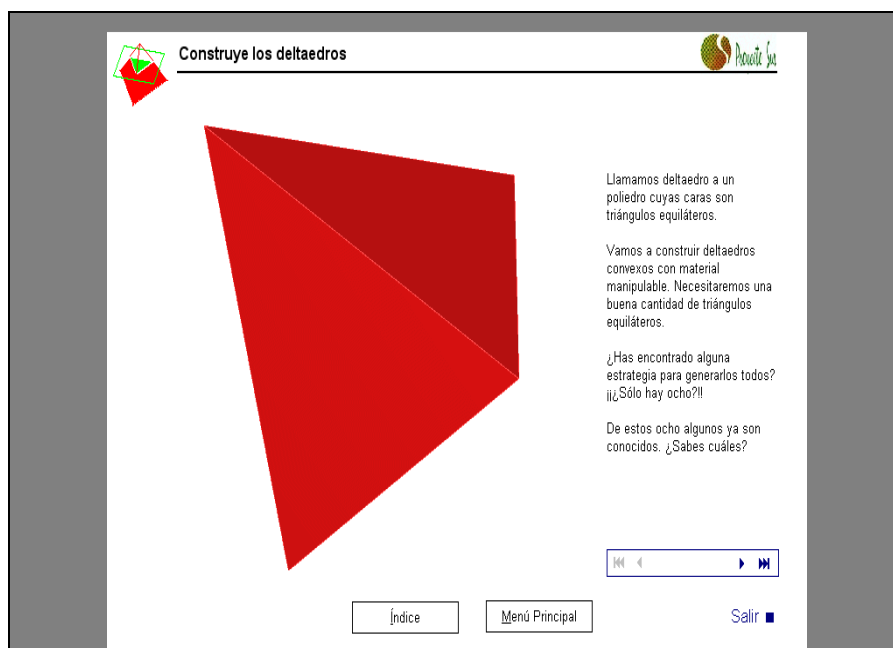 Construye los deltaedros
Proyecto Sur
Llamamos deltaedro a un
poliedro cuyas caras son
triángulos equiláteros.
Vamos a construir deltaedros
convexos con material
manipulable. Necesitaremos una
buena cantidad de triángulos
equiláteros.
¿Has encontrado alguna
estrategia para generarlos todos?
¡¡¿Sólo hay ocho?!!
De estos ocho algunos ya son
conocidos. ¿Sabes cuáles?
Índice
Menú Principal
Salir